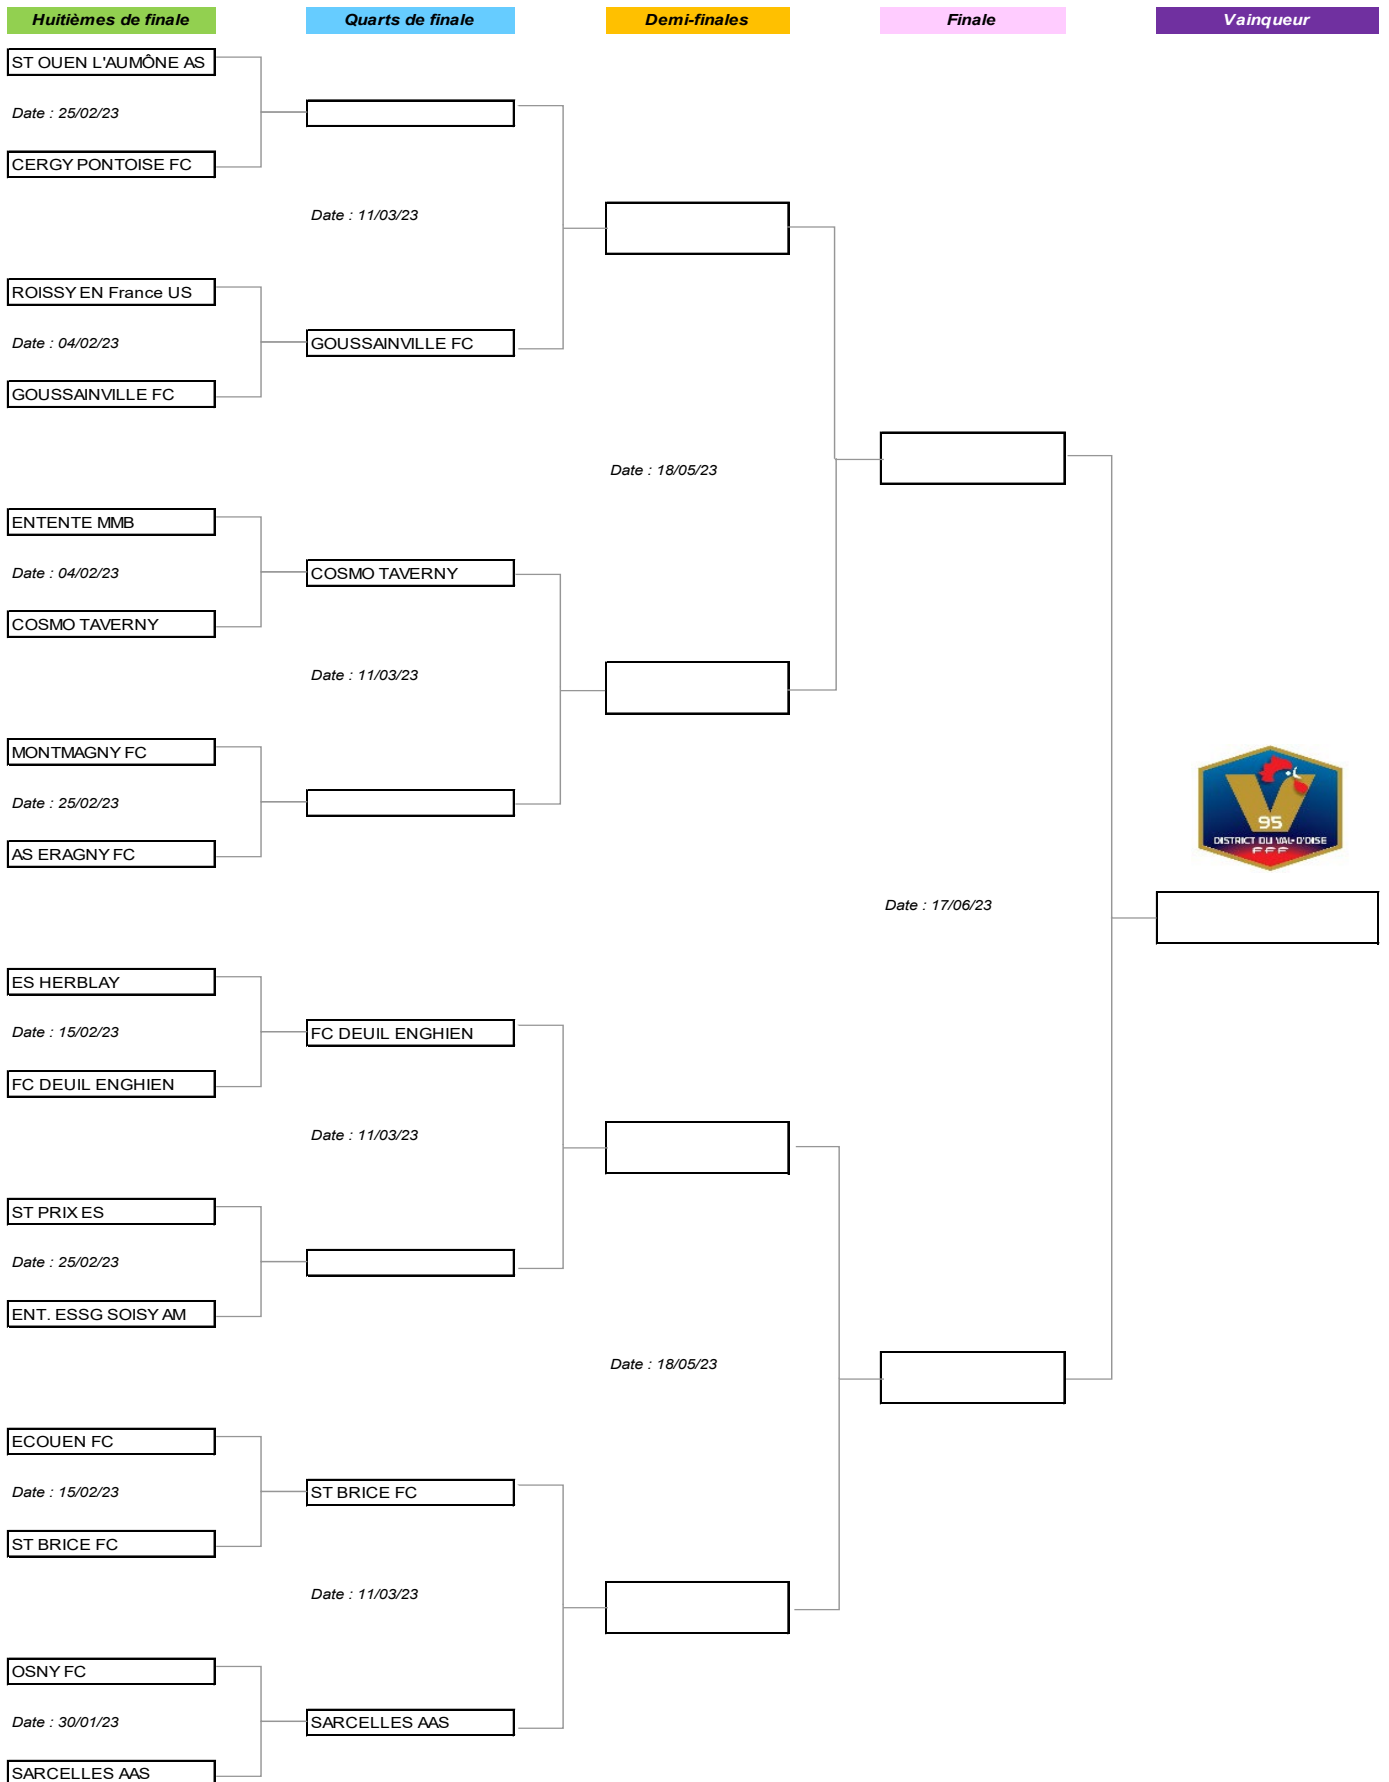 Huitièmes de finale
Quarts de finale
Demi-finales
Finale
Vainqueur
ST OUEN L'AUMÔNE AS
Date : 25/02/23
CERGY PONTOISE FC
Date : 11/03/23
ROISSY EN France US
Date : 04/02/23
GOUSSAINVILLE FC
GOUSSAINVILLE FC
Date : 18/05/23
ENTENTE MMB
Date : 04/02/23
COSMO TAVERNY
COSMO TAVERNY
Date : 11/03/23
MONTMAGNY FC
Date : 25/02/23
AS ERAGNY FC
95
DISTRICT DU VAL-D'OISE
FFF
Date : 17/06/23
ES HERBLAY
Date : 15/02/23
FC DEUIL ENGHIEN
FC DEUIL ENGHIEN
Date : 11/03/23
ST PRIX ES
Date : 25/02/23
ENT. ESSG SOISY AM
Date : 18/05/23
ECOUEN FC
Date : 15/02/23
ST BRICE FC
ST BRICE FC
Date : 11/03/23
OSNY FC
Date : 30/01/23
SARCELLES AAS
SARCELLES AAS